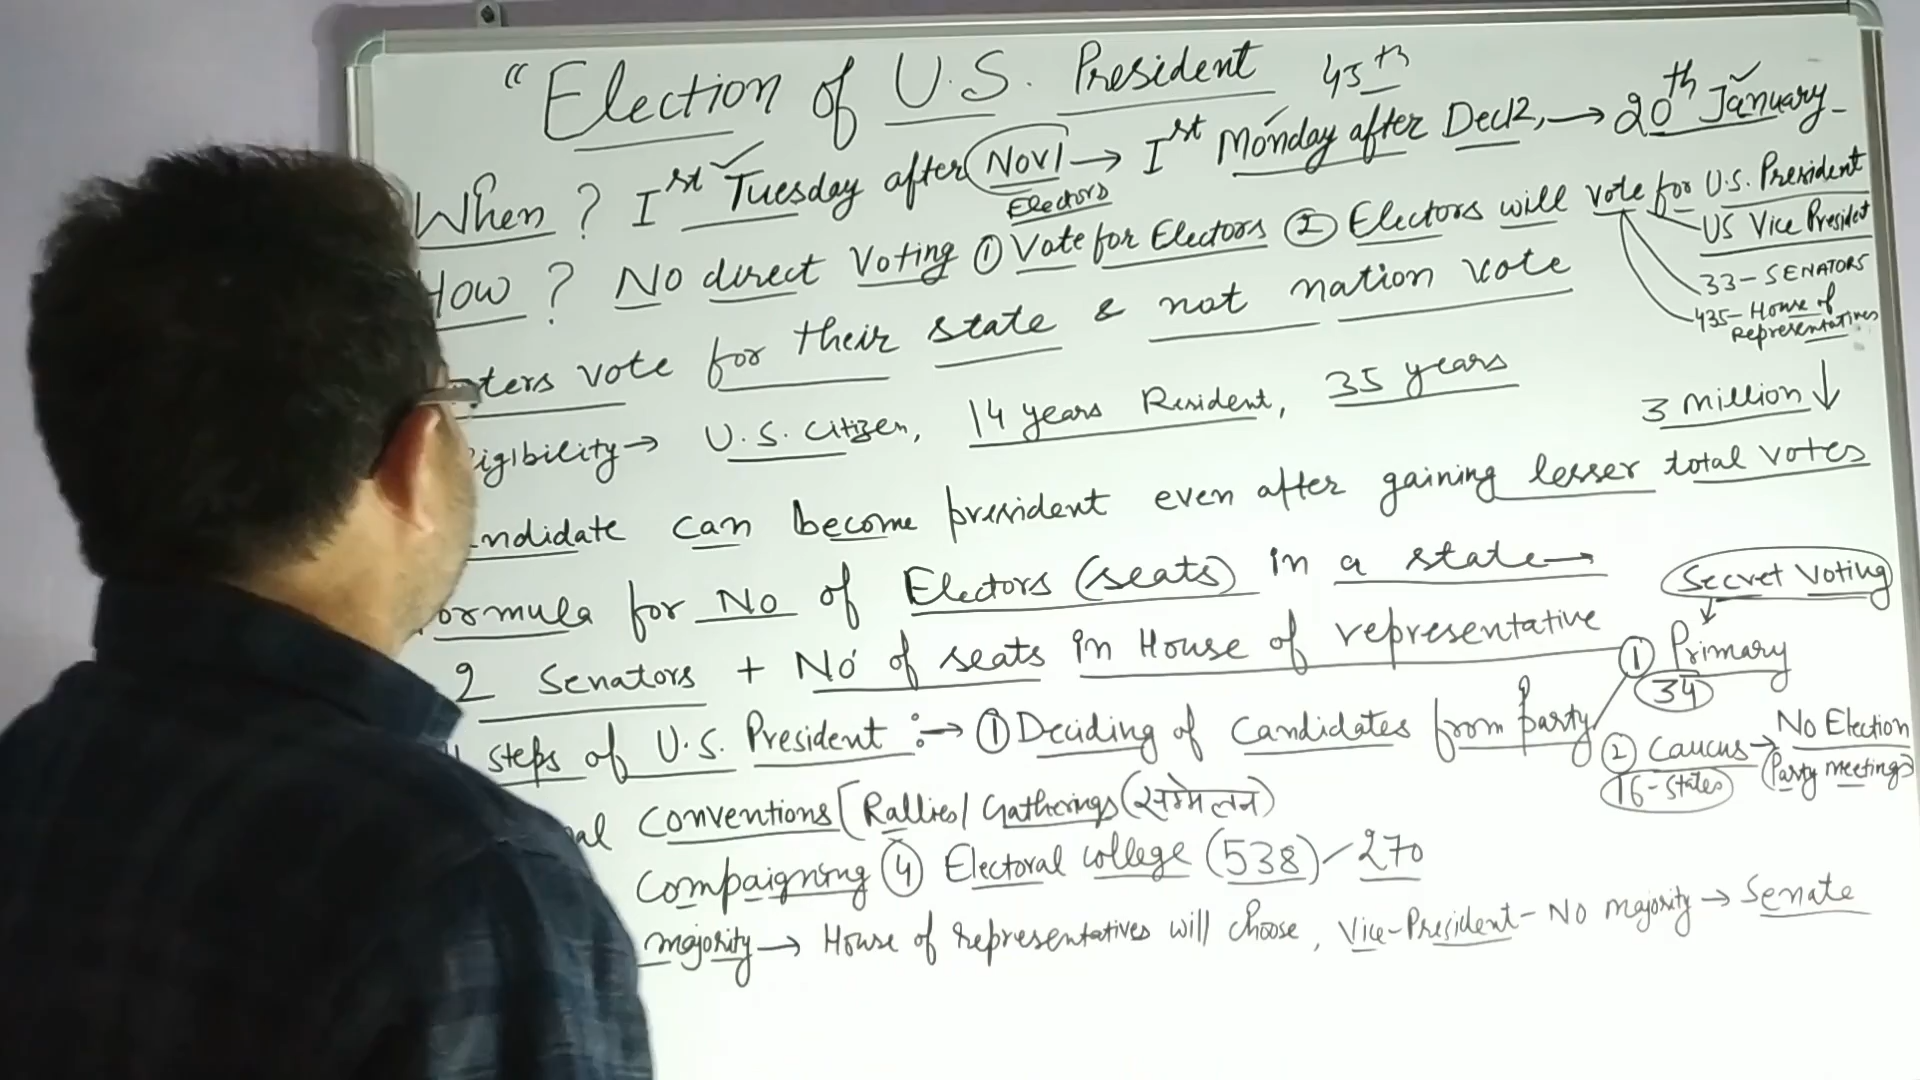 “Election of U.S. President 45th
When? Ist Tuesday after Nov1 → Ist Monday after Dec12, → 20th January
Electors
How? No direct Voting ① Vote for Electors ② Electors will vote for U.S. President
US Vice President
33 - SENATORS
435 - House of
Representatives
ters vote for their state & not nation vote
igibility → U.S. Citizen, 14 years Resident, 35 years
3 million ↓
ndidate can become president even after gaining lesser total votes
ormula for No of Electors (seats) in a state →
2 Senators + No of seats in House of representative
Secret Voting
① Primary
34
steps of U.S. President :→ ① Deciding of candidates from party
② Caucus → No Election
16-states (Party meetings)
al Conventions [Rallies/Gatherings (सम्मेलन)
Compaigning ④ Electoral college (538) / 270
majority → House of representatives will choose, Vice-President - No majority → Senate